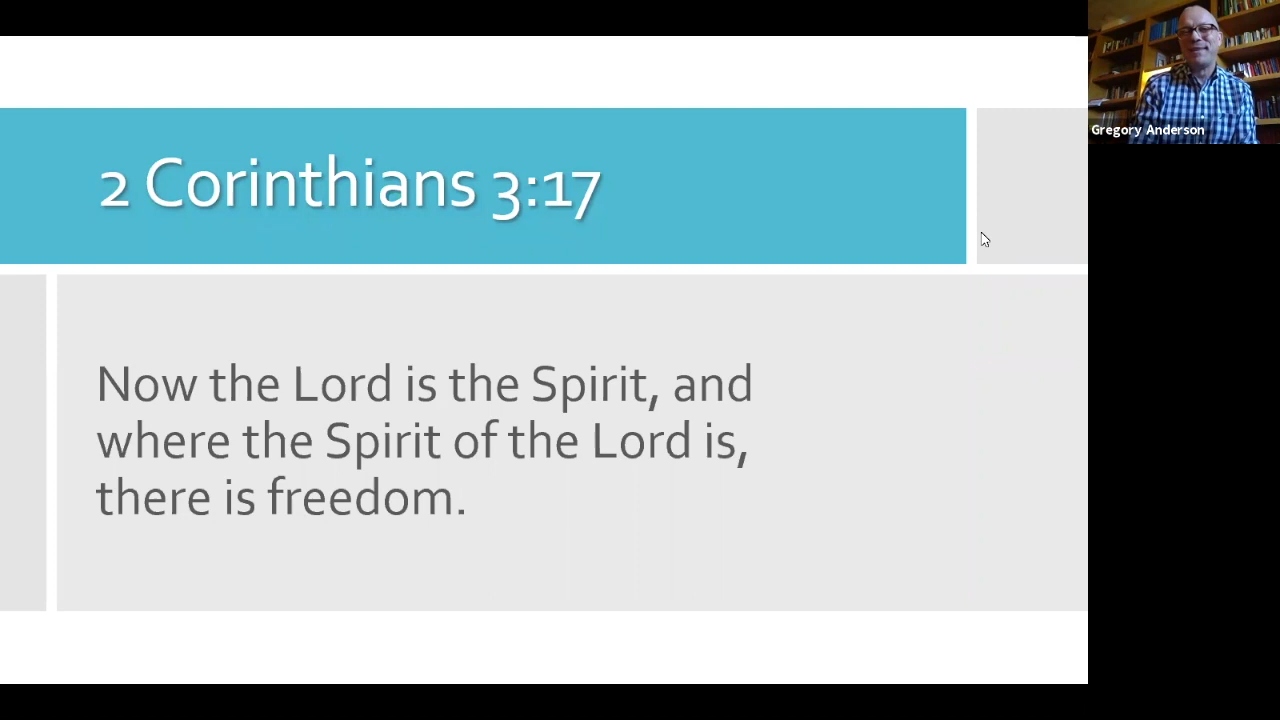 2 Corinthians 3:17
Now the Lord is the Spirit, and
where the Spirit of the Lord is,
there is freedom.
Gregory Anderson